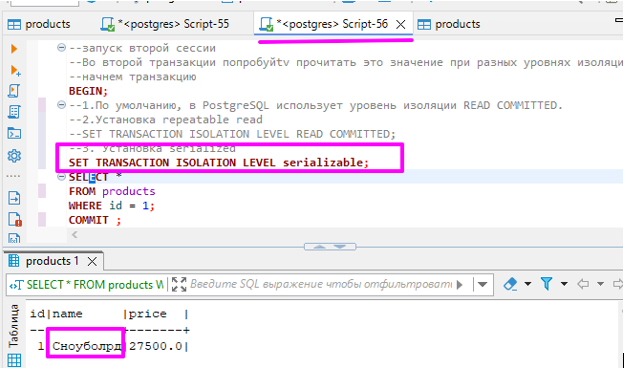 products
*<postgres> Script-55
*<postgres> Script-56
products
--запуск второй сессии
--Во второй транзакции попробуйтv прочитать это значение при разных уровнях изоляци
--начнем транзакцию
BEGIN;
--1.По умолчанию, в PostgreSQL использует уровень изоляции READ COMMITTED.
--2.Установка repeatable read
--SET TRANSACTION ISOLATION LEVEL READ COMMITTED;
--3. Установка serialized
SET TRANSACTION ISOLATION LEVEL serializable;
SELECT *
FROM products
WHERE id = 1;
COMMIT ;
products 1
SELECT * FROM products W
Введите SQL выражение чтобы отфильтровать
Таблица
id|name |price |
--+--------+-------+
1|Сноуболрд|27500.0|